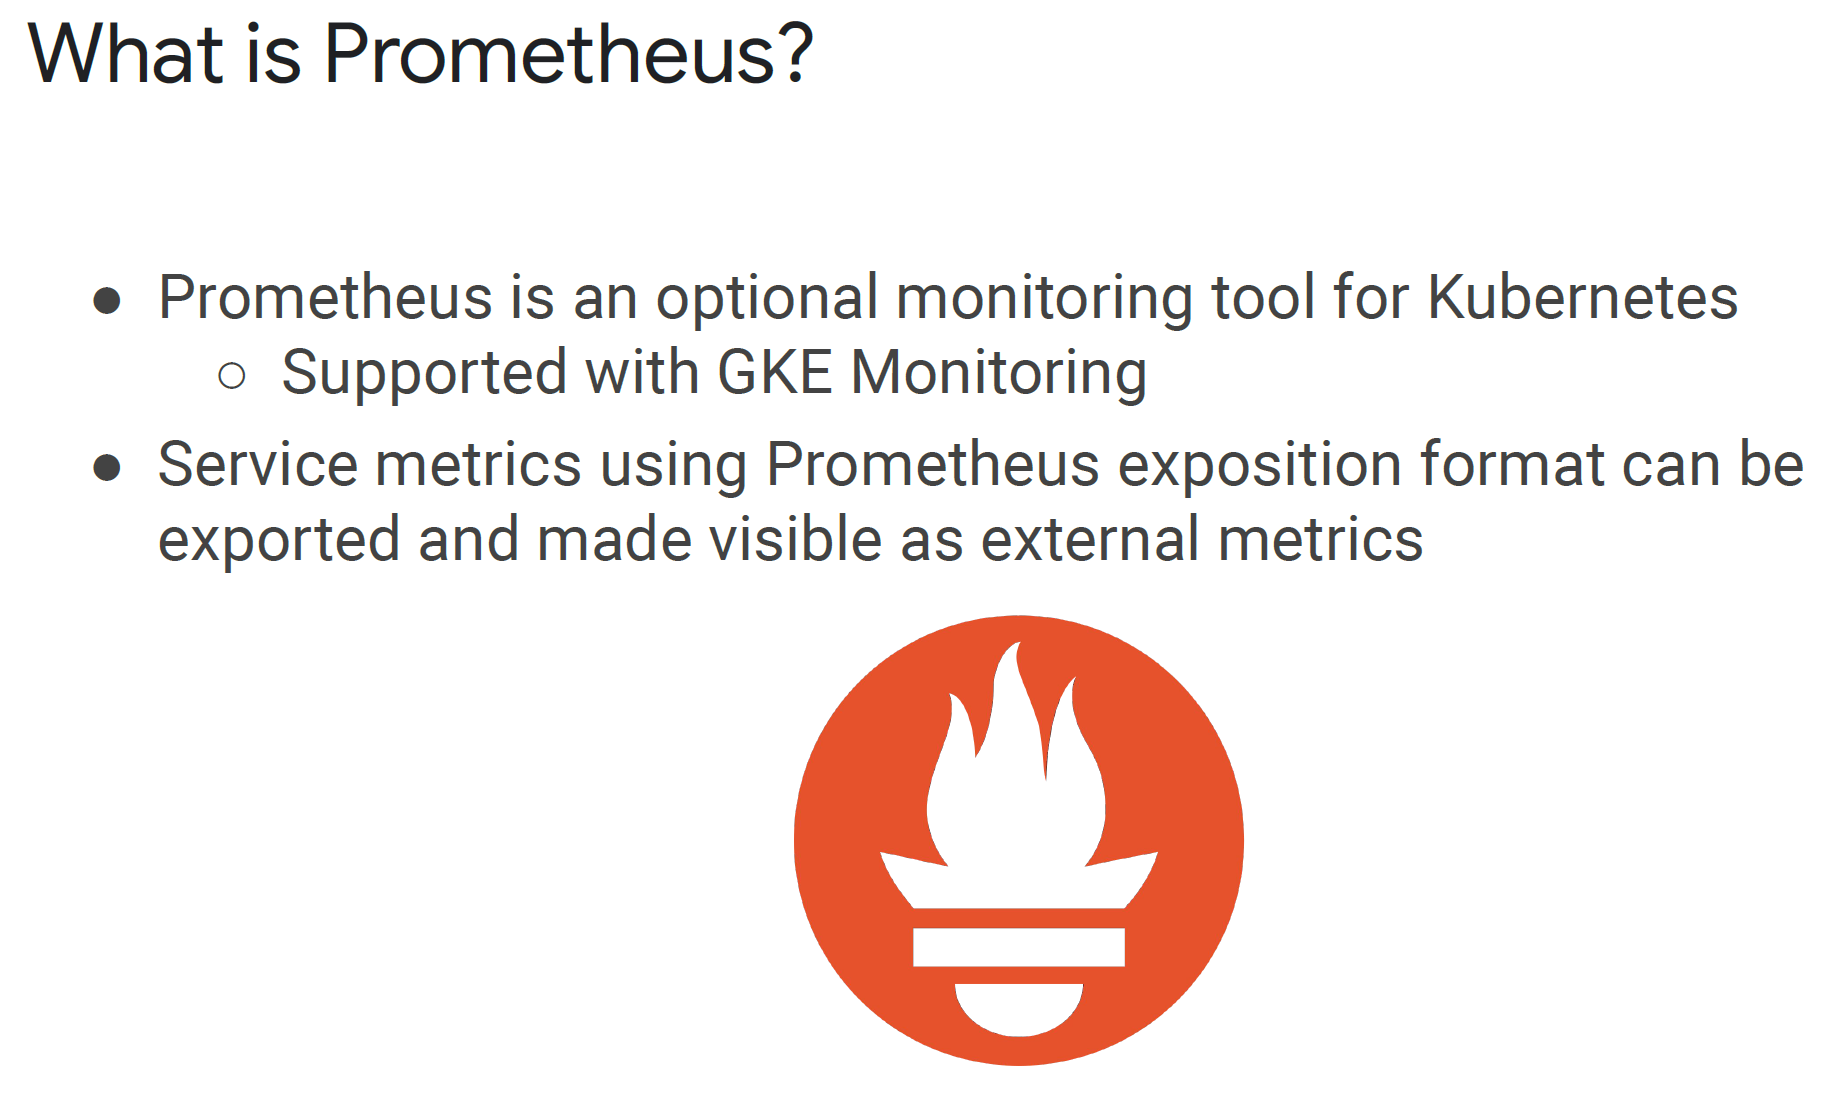 What is Prometheus?
● Prometheus is an optional monitoring tool for Kubernetes
○ Supported with GKE Monitoring
● Service metrics using Prometheus exposition format can be
exported and made visible as external metrics